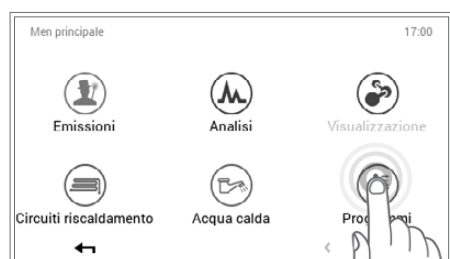 Men principale 17:00
Emissioni Analisi Visualizzazione
Circuiti riscaldamento Acqua calda